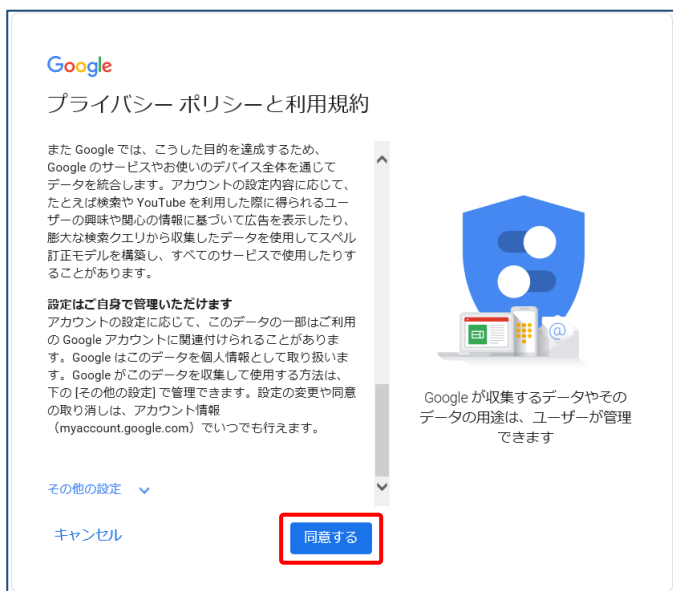 Google
プライバシー ポリシーと利用規約
また Google では、こうした目的を達成するため、
Google のサービスやお使いのデバイス全体を通じて
データを統合します。アカウントの設定内容に応じて、
たとえば検索や YouTube を利用した際に得られるユー
ザーの興味や関心の情報に基づいて広告を表示したり、
膨大な検索クエリから収集したデータを使用してスペル
訂正モデルを構築し、すべてのサービスで使用したりす
ることがあります。
設定はご自身で管理いただけます
アカウントの設定に応じて、このデータの一部はご利用
の Google アカウントに関連付けられることがありま
す。Google はこのデータを個人情報として取り扱いま
す。Google がこのデータを収集して使用する方法は、
下の [その他の設定] で管理できます。設定の変更や同意
の取り消しは、アカウント情報
（myaccount.google.com）でいつでも行えます。
その他の設定
キャンセル
同意する
@
Google が収集するデータやその
データの用途は、ユーザーが管理
できます